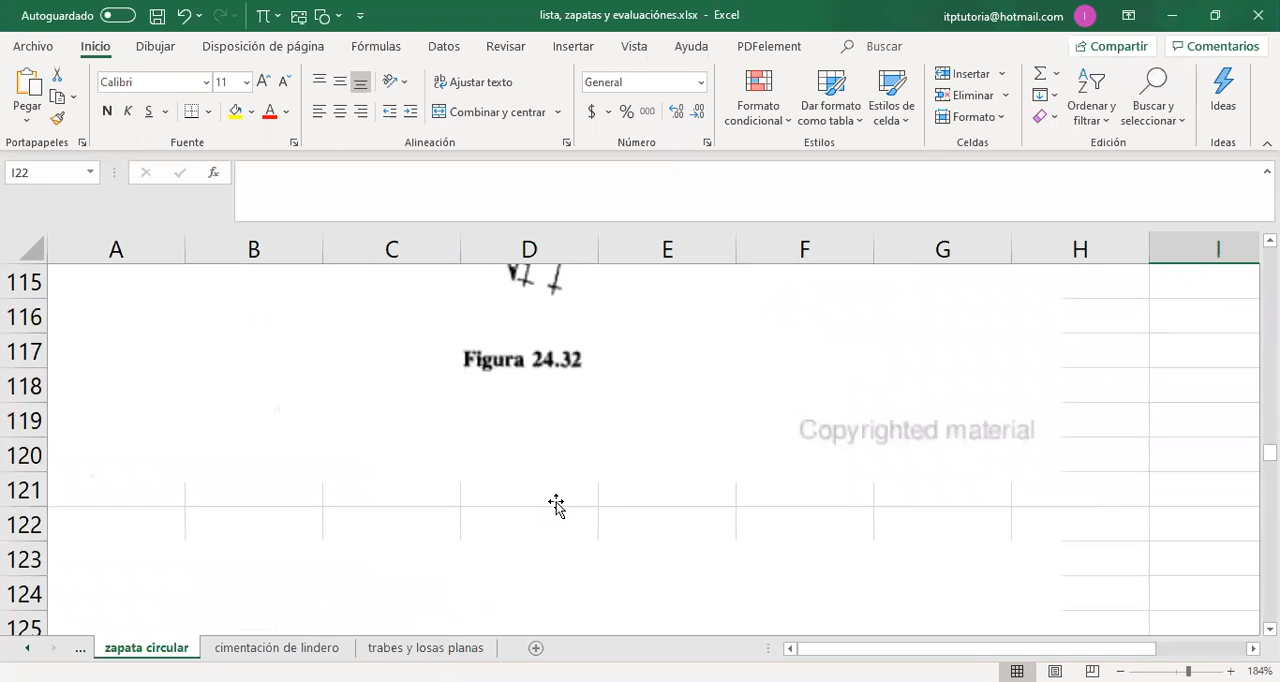 Autoguardado
lista, zapatas y evaluaciónes.xlsx - Excel
itptutoria@hotmail.com
I
Archivo Inicio Dibujar Disposición de página Fórmulas Datos Revisar Insertar Vista Ayuda PDFelement Buscar
Compartir Comentarios
Pegar
Calibri 11
N K S
Ajustar texto
Combinar y centrar
General
$ % 000
Formato condicional
Dar formato como tabla
Estilos de celda
Insertar
Eliminar
Formato
Ordenar y filtrar
Buscar y seleccionar
Ideas
Portapapeles Fuente Alineación Número Estilos Celdas Edición Ideas
I22
fx
A B C D E F G H I
115
116
117
Figura 24.32
118
119
Copyrighted material
120
121
122
123
124
125
... zapata circular cimentación de lindero trabes y losas planas
184%